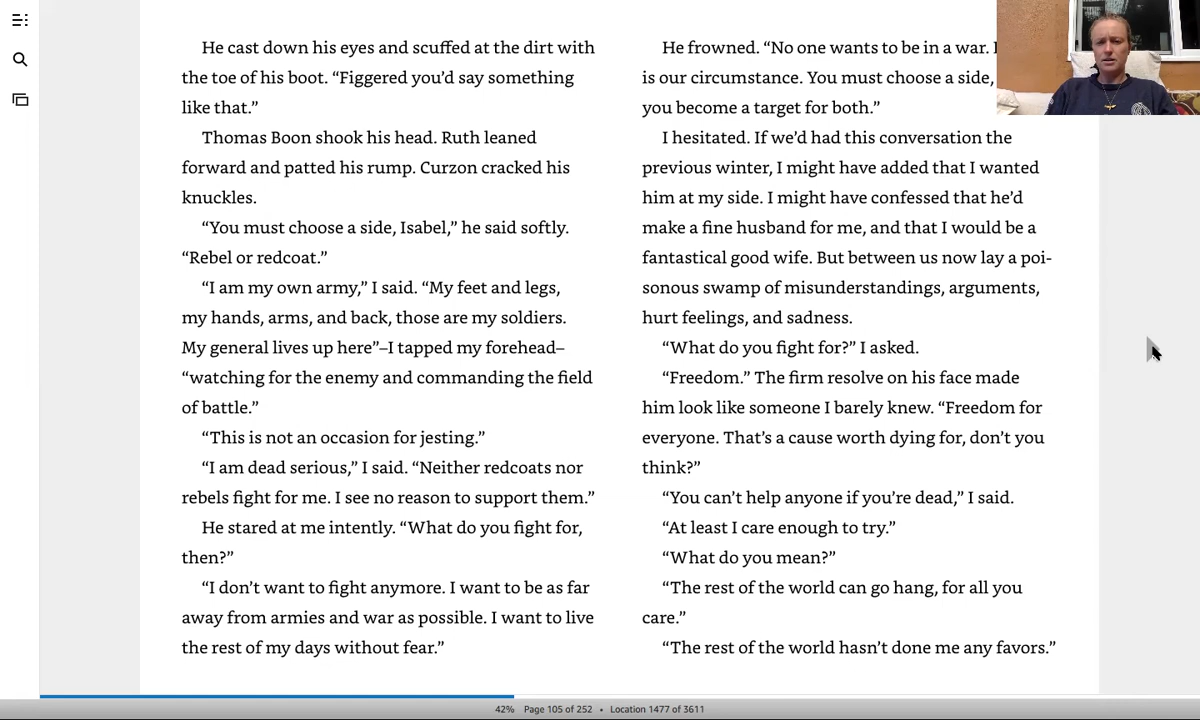 He cast down his eyes and scuffed at the dirt with
the toe of his boot. “Figgered you’d say something
like that.”
Thomas Boon shook his head. Ruth leaned
forward and patted his rump. Curzon cracked his
knuckles.
“You must choose a side, Isabel,” he said softly.
“Rebel or redcoat.”
“I am my own army,” I said. “My feet and legs,
my hands, arms, and back, those are my soldiers.
My general lives up here”–I tapped my forehead–
“watching for the enemy and commanding the field
of battle.”
“This is not an occasion for jesting.”
“I am dead serious,” I said. “Neither redcoats nor
rebels fight for me. I see no reason to support them.”
He stared at me intently. “What do you fight for,
then?”
“I don’t want to fight anymore. I want to be as far
away from armies and war as possible. I want to live
the rest of my days without fear.”
He frowned. “No one wants to be in a war.
is our circumstance. You must choose a side,
you become a target for both.”
I hesitated. If we’d had this conversation the
previous winter, I might have added that I wanted
him at my side. I might have confessed that he’d
make a fine husband for me, and that I would be a
fantastical good wife. But between us now lay a poi-
sonous swamp of misunderstandings, arguments,
hurt feelings, and sadness.
“What do you fight for?” I asked.
“Freedom.” The firm resolve on his face made
him look like someone I barely knew. “Freedom for
everyone. That’s a cause worth dying for, don’t you
think?”
“You can’t help anyone if you’re dead,” I said.
“At least I care enough to try.”
“What do you mean?”
“The rest of the world can go hang, for all you
care.”
“The rest of the world hasn’t done me any favors.”
42% Page 105 of 252 • Location 1477 of 3611